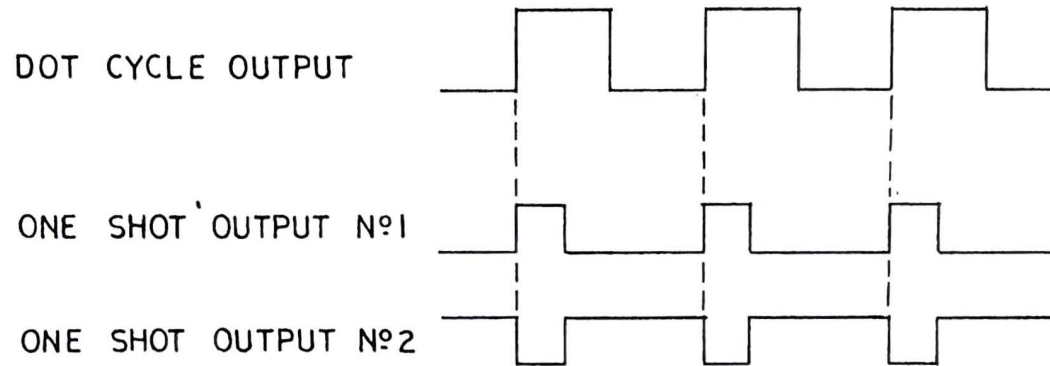 DOT CYCLE OUTPUT
ONE SHOT OUTPUT Nº1
ONE SHOT OUTPUT Nº2